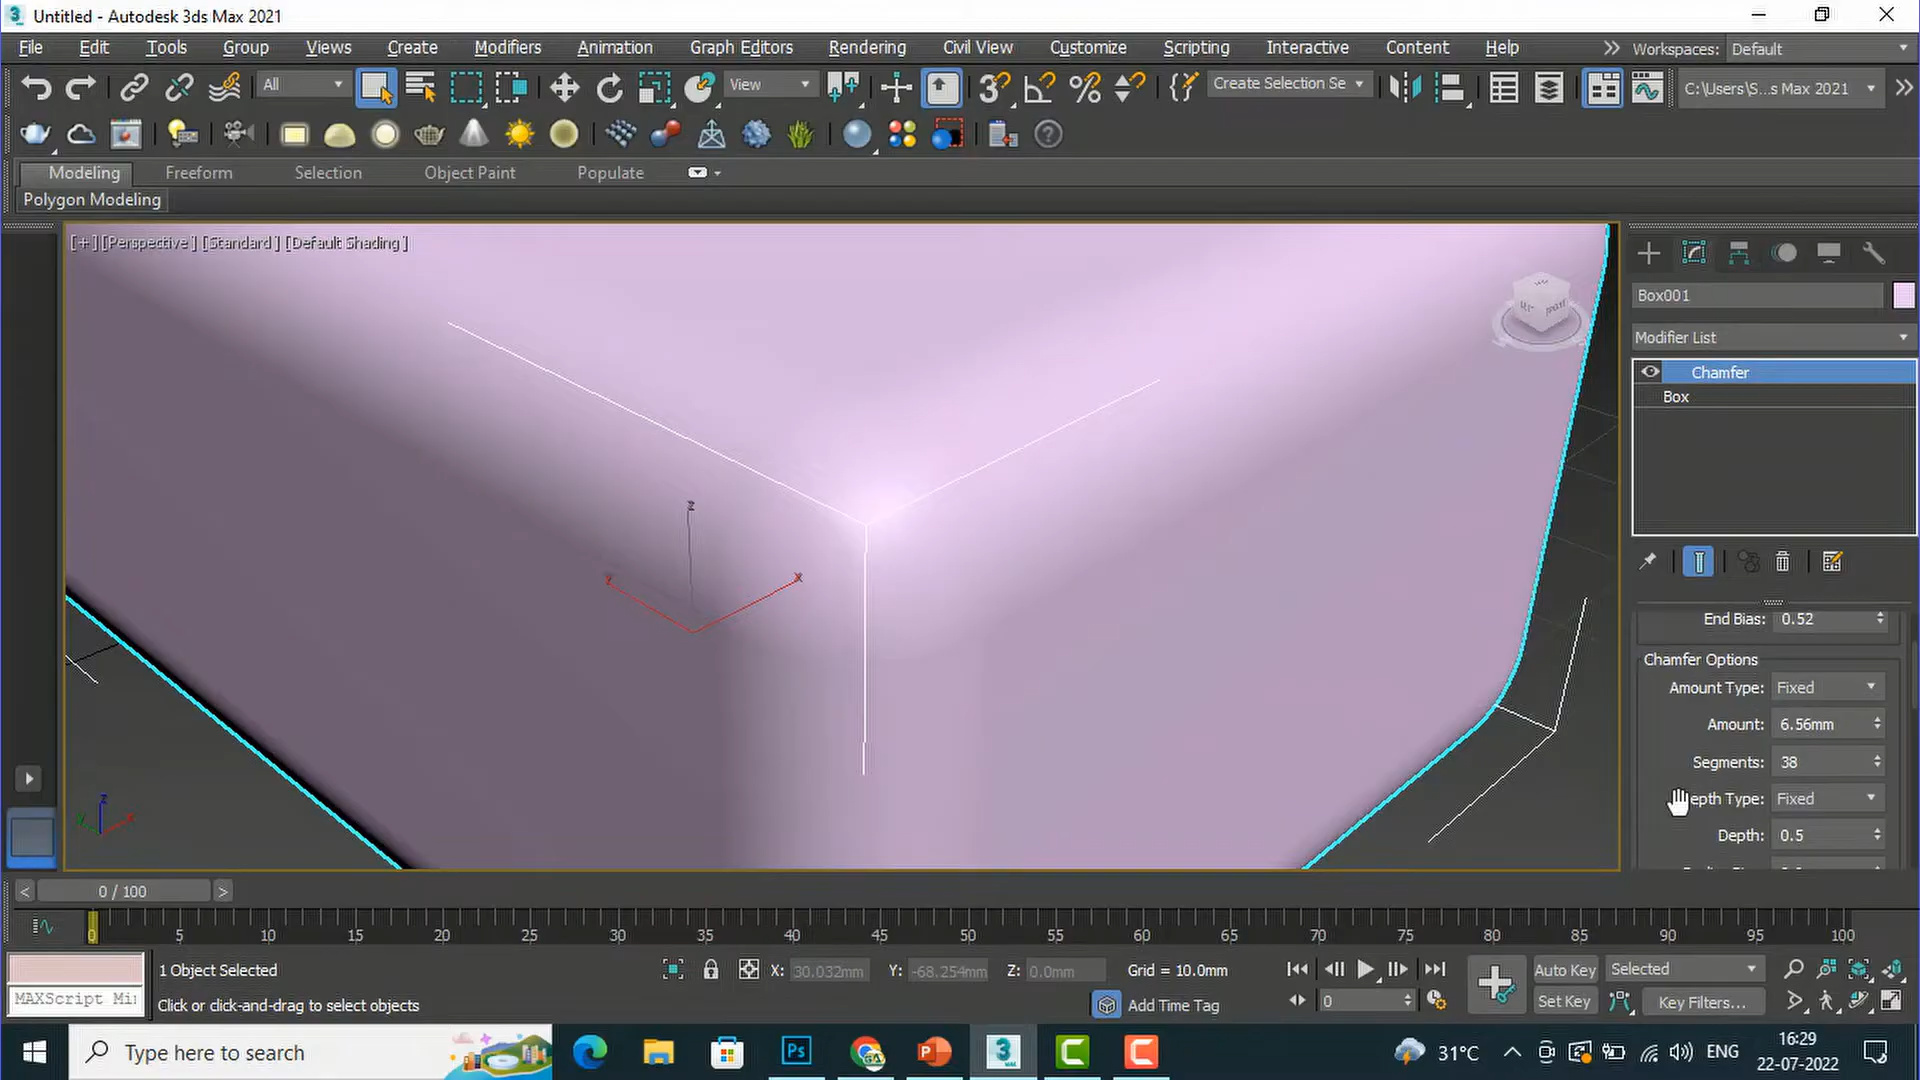 Untitled - Autodesk 3ds Max 2021
File Edit Tools Group Views Create Modifiers Animation Graph Editors Rendering Civil View Customize Scripting Interactive Content Help Workspaces: Default
All View Create Selection Se C:\Users\S...s Max 2021
Modeling Freeform Selection Object Paint Populate
Polygon Modeling
[+] [Perspective] [Standard] [Default Shading]
Box001
Modifier List
Chamfer
Box
End Bias: 0.52
Chamfer Options
Amount Type: Fixed
Amount: 6.56mm
Segments: 38
epth Type: Fixed
Depth: 0.5
z
y x
z
0 / 100
0 5 10 15 20 25 30 35 40 45 50 55 60 65 70 75 80 85 90 95 100
1 Object Selected X: 30.032mm Y: -68.254mm Z: 0.0mm Grid = 10.0mm Auto Key Selected
MAXScript Mi Click or click-and-drag to select objects Add Time Tag 0 Set Key Key Filters...
Type here to search Ps 31°C ENG 16:29
22-07-2022